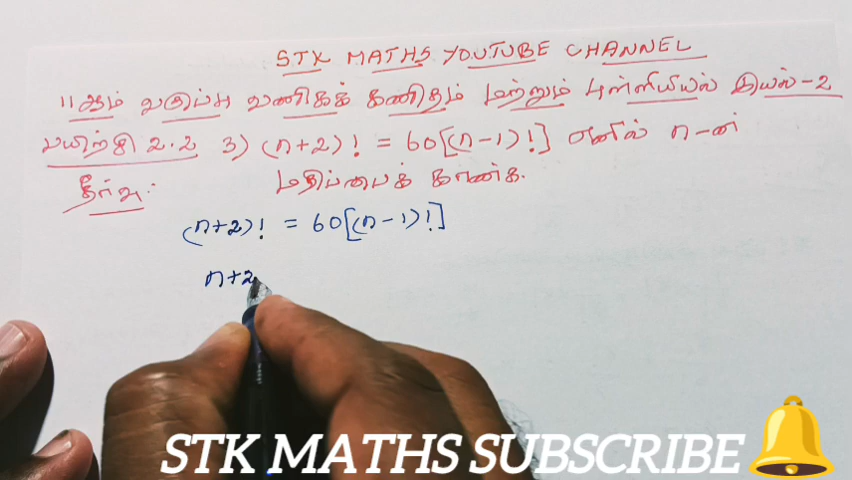 STK MATHS YOUTUBE CHANNEL
11ஆம் வகுப்பு வணிகக் கணிதம் மற்றும் புள்ளியியல் இயல்-2
பயிற்சி 2.2 3) (n+2)! = 60[(n-1)!] எனில் n-ன்
மதிப்பைக் காண்க.
தீர்வு:
(n+2)! = 60[(n-1)!]
n+2
STK MATHS SUBSCRIBE